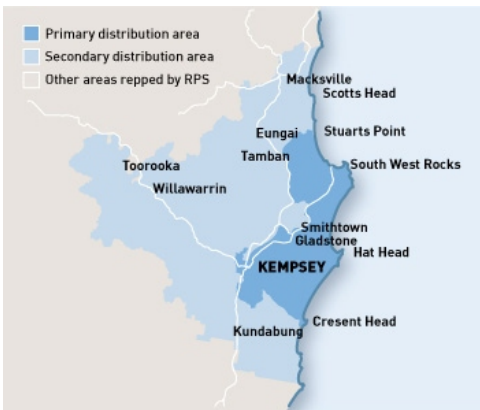 Primary distribution area
Secondary distribution area
Other areas repped by RPS
Macksville
Scotts Head
Eungai
Stuarts Point
Tamban
South West Rocks
Toorooka
Willawarrin
Smithtown
Gladstone
Hat Head
KEMPSEY
Cresent Head
Kundabung